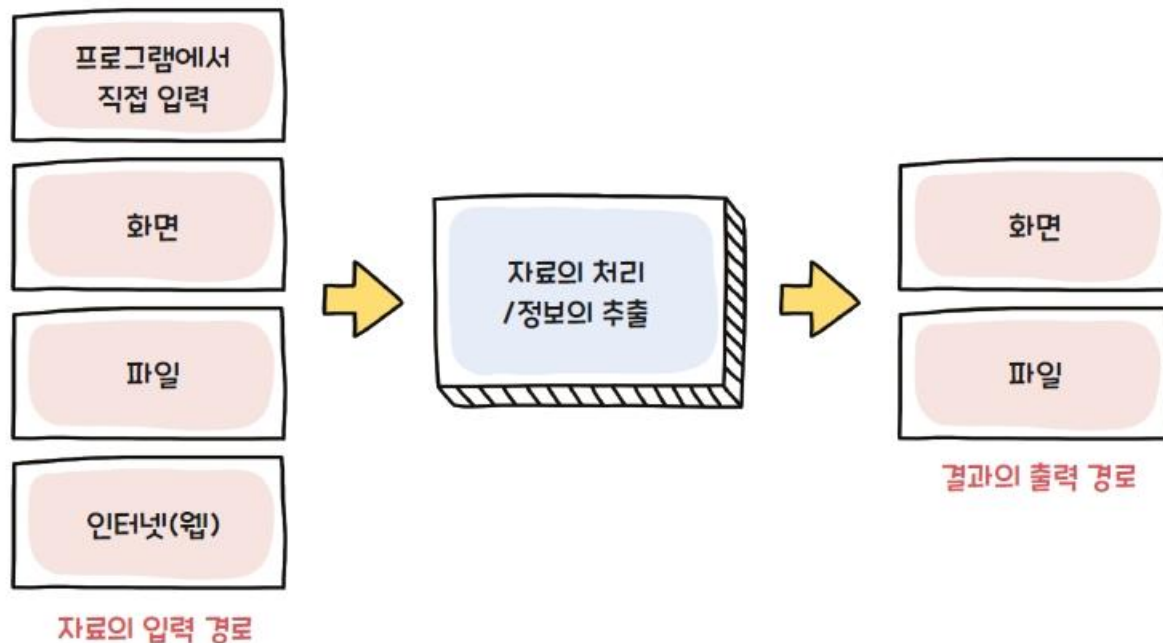 프로그램에서
직접 입력
화면
파일
인터넷(웹)
자료의 입력 경로
자료의 처리
/정보의 추출
화면
파일
결과의 출력 경로